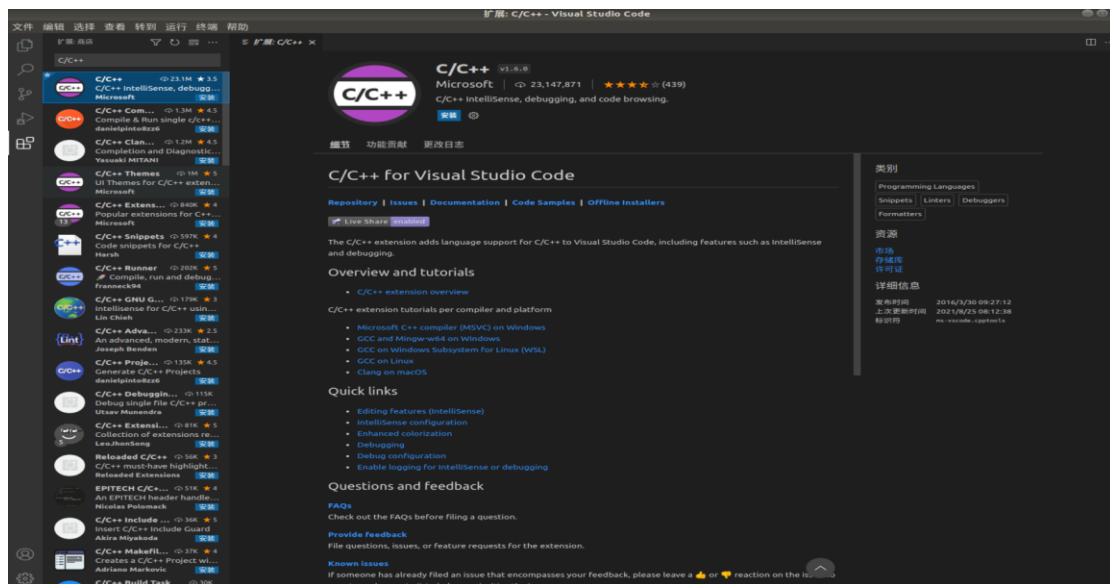 扩展: C/C++ - Visual Studio Code
文件 编辑 选择 查看 转到 运行 终端 帮助
扩展: 商店
扩展: C/C++
C/C++
C/C++ 23.1M ★ 3.5
C/C++ IntelliSense, debugg...
Microsoft 安装
C/C++ Com... 1.3M ★ 4.5
Compile & Run single c/c++...
danielpinto8zz6 安装
C/C++ Clan... 1.2M ★ 4.5
Completion and Diagnostic...
Yasuaki MITANI 安装
C/C++ Themes 1M ★ 5
UI Themes for C/C++ exten...
Microsoft 安装
C/C++ Extens... 840K ★ 4
Popular extensions for C++...
13 Microsoft 安装
C/C++ Snippets 597K ★ 4
Code snippets for C/C++
Harsh 安装
C/C++ Runner 202K ★ 5
Compile, run and debug...
franneck94 安装
C/C++ GNU G... 179K ★ 3
Intellisense for C/C++ usin...
Lin Chieh 安装
C/C++ Adva... 233K ★ 2.5
An advanced, modern, stat...
Joseph Benden 安装
C/C++ Proje... 135K ★ 4.5
Generate C/C++ Projects
danielpinto8zz6 安装
C/C++ Debuggin... 115K
Debug single file C/C++ pr...
Utsav Munendra 安装
C/C++ Extensi... 81K ★ 5
Collection of extensions re...
5 LeoJhonSong 安装
Reloaded C/C++ 56K ★ 3
C/C++ must-have highlight...
Reloaded Extensions 安装
EPITECH C/C+... 51K ★ 4
An EPITECH header handle...
Nicolas Polomack 安装
C/C++ Include ... 36K ★ 5
Insert C/C++ Include Guard
Akira Miyakoda 安装
C/C++ Makefil... 37K ★ 4
Creates a C/C++ Project wi...
Adriano Markovic 安装
C/C++ Build Task 30K
C/C++
C/C++ v1.6.0
Microsoft | 23,147,871 | ★★★★☆ (439)
C/C++ IntelliSense, debugging, and code browsing.
安装
细节 功能贡献 更改日志
C/C++ for Visual Studio Code
Repository | Issues | Documentation | Code Samples | Offline Installers
Live Share enabled
The C/C++ extension adds language support for C/C++ to Visual Studio Code, including features such as IntelliSense
and debugging.
Overview and tutorials
• C/C++ extension overview
C/C++ extension tutorials per compiler and platform
• Microsoft C++ compiler (MSVC) on Windows
• GCC and Mingw-w64 on Windows
• GCC on Windows Subsystem for Linux (WSL)
• GCC on Linux
• Clang on macOS
Quick links
• Editing features (IntelliSense)
• IntelliSense configuration
• Enhanced colorization
• Debugging
• Debug configuration
• Enable logging for IntelliSense or debugging
Questions and feedback
FAQs
Check out the FAQs before filing a question.
Provide feedback
File questions, issues, or feature requests for the extension.
Known issues
If someone has already filed an issue that encompasses your feedback, please leave a 👍 or 👎 reaction on the
类别
Programming Languages
Snippets Linters Debuggers
Formatters
资源
市场
存储库
许可证
详细信息
发布时间 2016/3/30 09:27:12
上次更新时间 2021/8/25 08:12:38
标识符 ms-vscode.cpptools